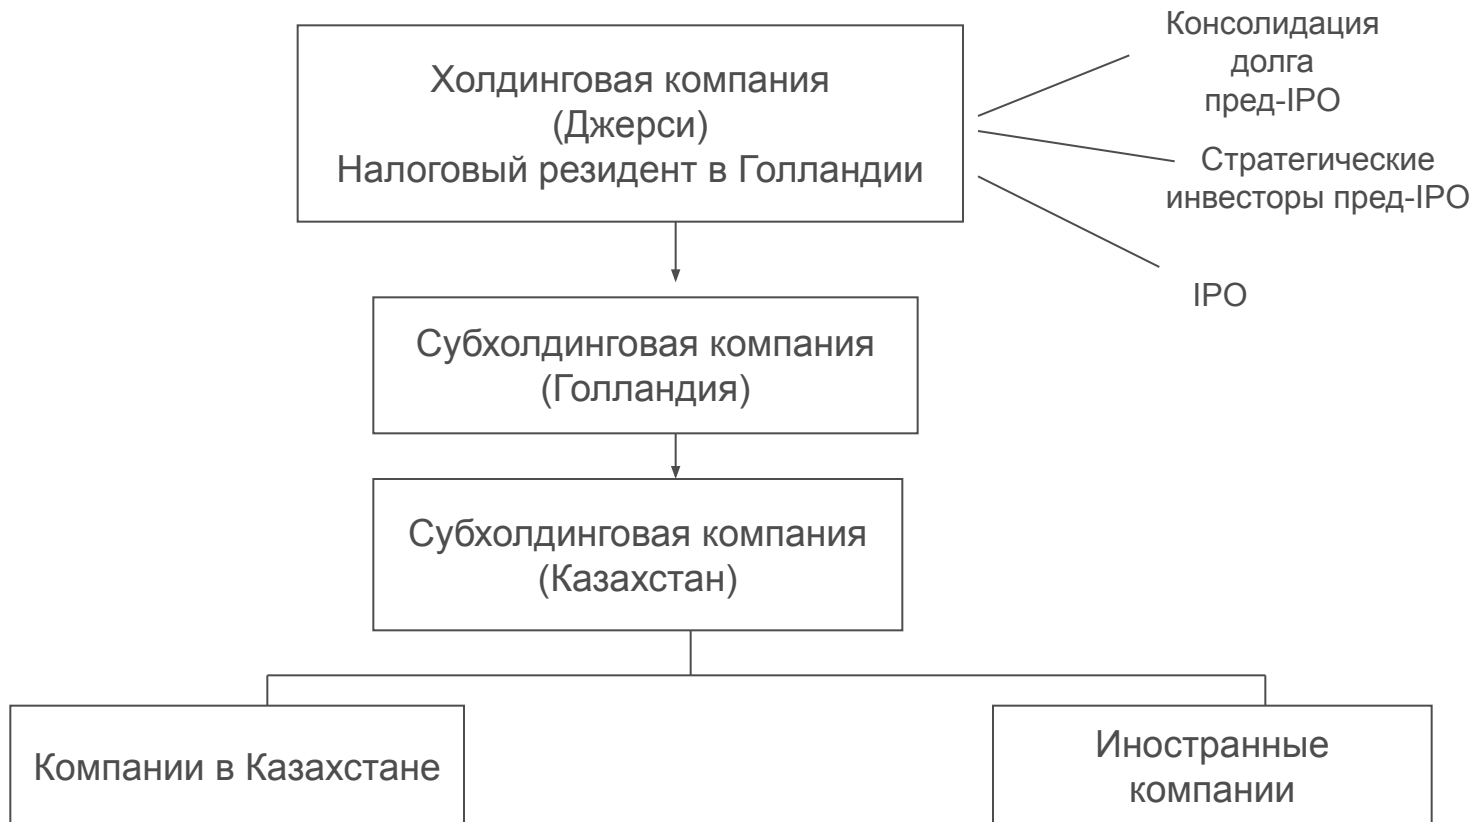 Холдинговая компания
(Джерси)
Налоговый резидент в Голландии
Консолидация
долга
пред-IPO
Стратегические
инвесторы пред-IPO
IPO
Субхолдинговая компания
(Голландия)
Субхолдинговая компания
(Казахстан)
Компании в Казахстане
Иностранные
компании